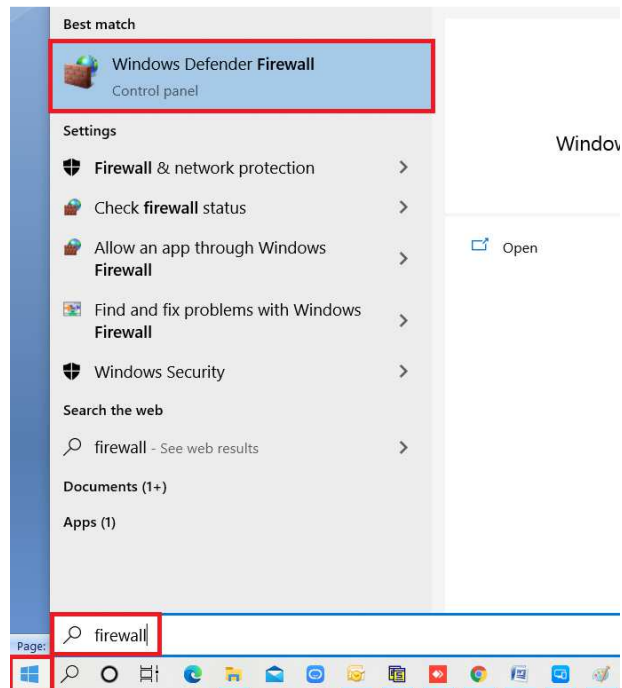 Best match
Windows Defender Firewall
Control panel
Settings
Firewall & network protection
Check firewall status
Allow an app through Windows
Firewall
Find and fix problems with Windows
Firewall
Windows Security
Search the web
firewall - See web results
Documents (1+)
Apps (1)
Window
Open
firewall
Page: